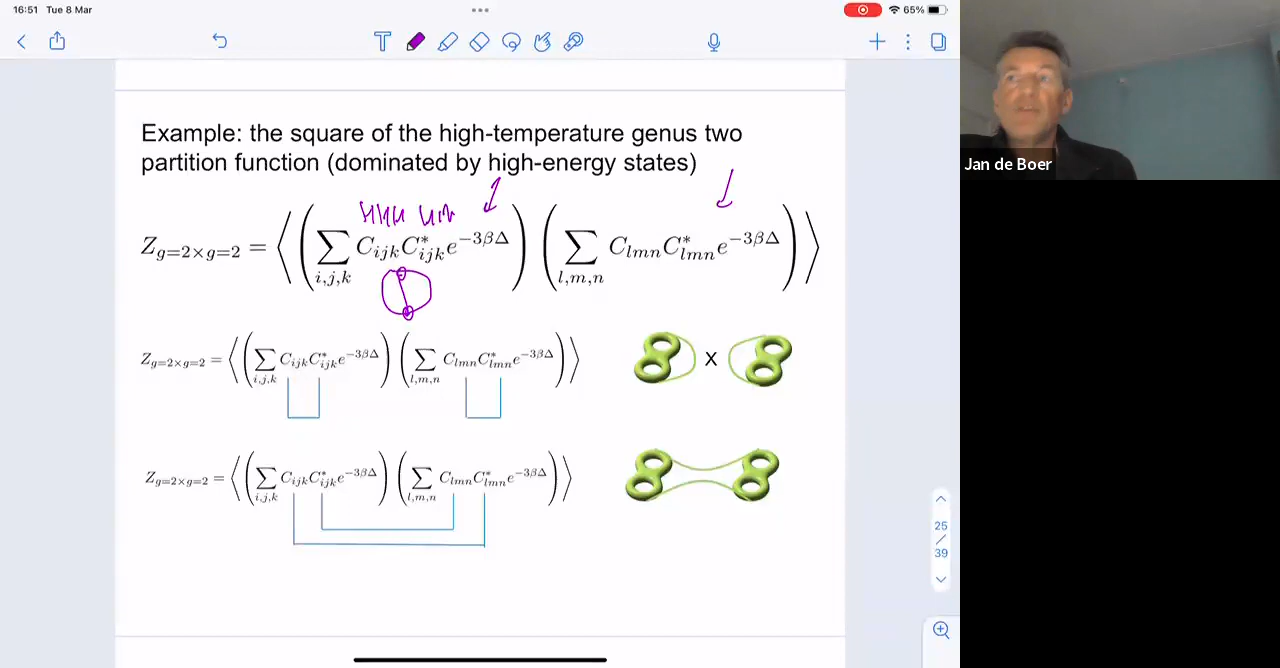 16:51 Tue 8 Mar
65%
Example: the square of the high-temperature genus two
partition function (dominated by high-energy states)
Z_{g=2×g=2} = ⟨ ( ∑_{i,j,k} C_{ijk} C^*_{ijk} e^{-3βΔ} ) ( ∑_{l,m,n} C_{lmn} C^*_{lmn} e^{-3βΔ} ) ⟩
Z_{g=2×g=2} = ⟨ ( ∑_{i,j,k} C_{ijk} C^*_{ijk} e^{-3βΔ} ) ( ∑_{l,m,n} C_{lmn} C^*_{lmn} e^{-3βΔ} ) ⟩
X
Z_{g=2×g=2} = ⟨ ( ∑_{i,j,k} C_{ijk} C^*_{ijk} e^{-3βΔ} ) ( ∑_{l,m,n} C_{lmn} C^*_{lmn} e^{-3βΔ} ) ⟩
25
/
39
Jan de Boer